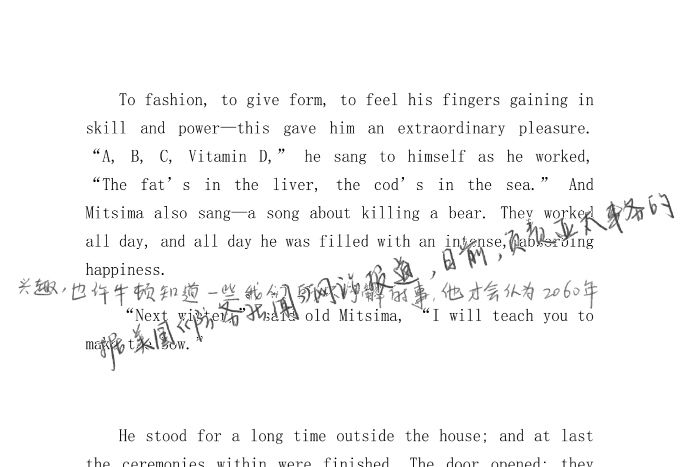 To fashion, to give form, to feel his fingers gaining in
skill and power—this gave him an extraordinary pleasure.
“A, B, C, Vitamin D,” he sang to himself as he worked,
“The fat’s in the liver, the cod’s in the sea.” And
Mitsima also sang—a song about killing a bear. They worked
all day, and all day he was filled with an intense, absorbing
happiness.
兴趣，也许牛顿知道一些我们所不了解的事，他才会认为2060年
“Next winter,” said old Mitsima, “I will teach you to
make the bow.”
据美国《防务新闻》网站报道，日前，负责亚太事务的
He stood for a long time outside the house; and at last
the ceremonies within were finished. The door opened; they